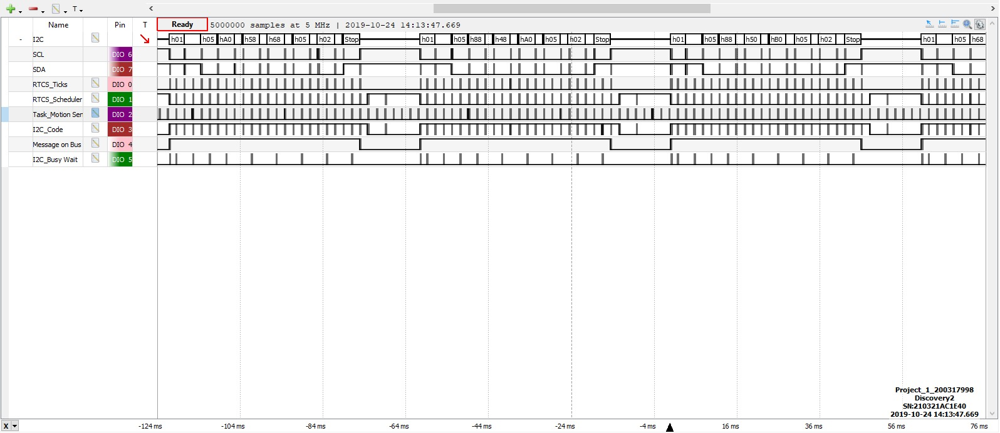 T
Name Pin T Ready 5000000 samples at 5 MHz | 2019-10-24 14:13:47.669
- I2C h01 h05 hA0 h58 h68 h05 h02 Stop h01 h05 h88 h48 hA0 h05 h02 Stop h01 h05 h88 h50 hB0 h05 h02 Stop h01 h05 h68
SCL DIO 6
SDA DIO 7
RTCS_Ticks DIO 0
RTCS_Scheduler DIO 1
Task_Motion Ser DIO 2
I2C_Code DIO 3
Message on Bus DIO 4
I2C_Busy Wait DIO 5
Project_1_200317998
Discovery2
SN:210321AC1E40
2019-10-24 14:13:47.669
X -124 ms -104 ms -84 ms -64 ms -44 ms -24 ms -4 ms 16 ms 36 ms 56 ms 76 ms